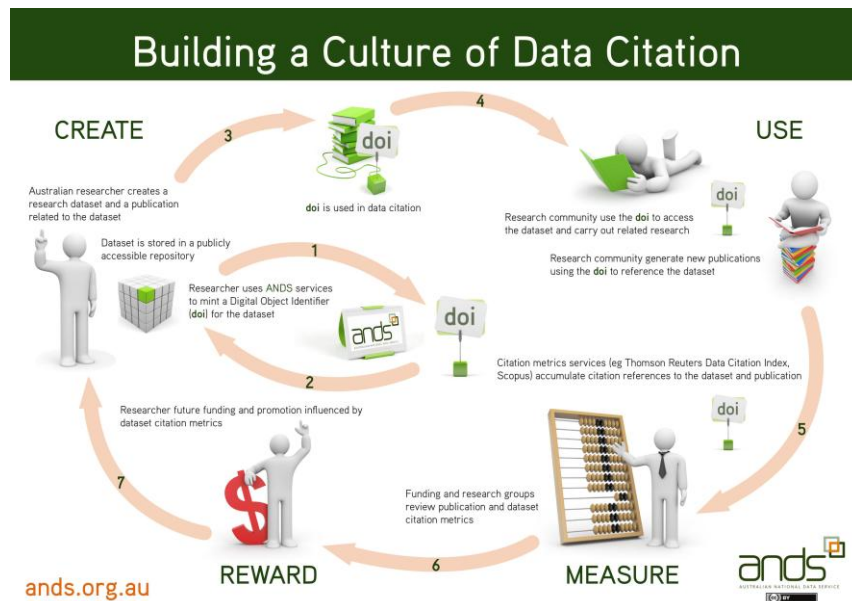 Building a Culture of Data Citation
CREATE
3
4
USE
doi
Australian researcher creates a
research dataset and a publication
related to the dataset
doi is used in data citation
doi
Research community use the doi to access
the dataset and carry out related research
Dataset is stored in a publicly
accessible repository
1
Research community generate new publications
using the doi to reference the dataset
Researcher uses ANDS services
to mint a Digital Object Identifier
(doi) for the dataset
ands
doi
2
Citation metrics services (eg Thomson Reuters Data Citation Index,
Scopus) accumulate citation references to the dataset and publication
doi
5
Researcher future funding and promotion influenced by
dataset citation metrics
7
Funding and research groups
review publication and dataset
citation metrics
6
REWARD
MEASURE
ands.org.au
ands
AUSTRALIAN NATIONAL DATA SERVICE
cc BY